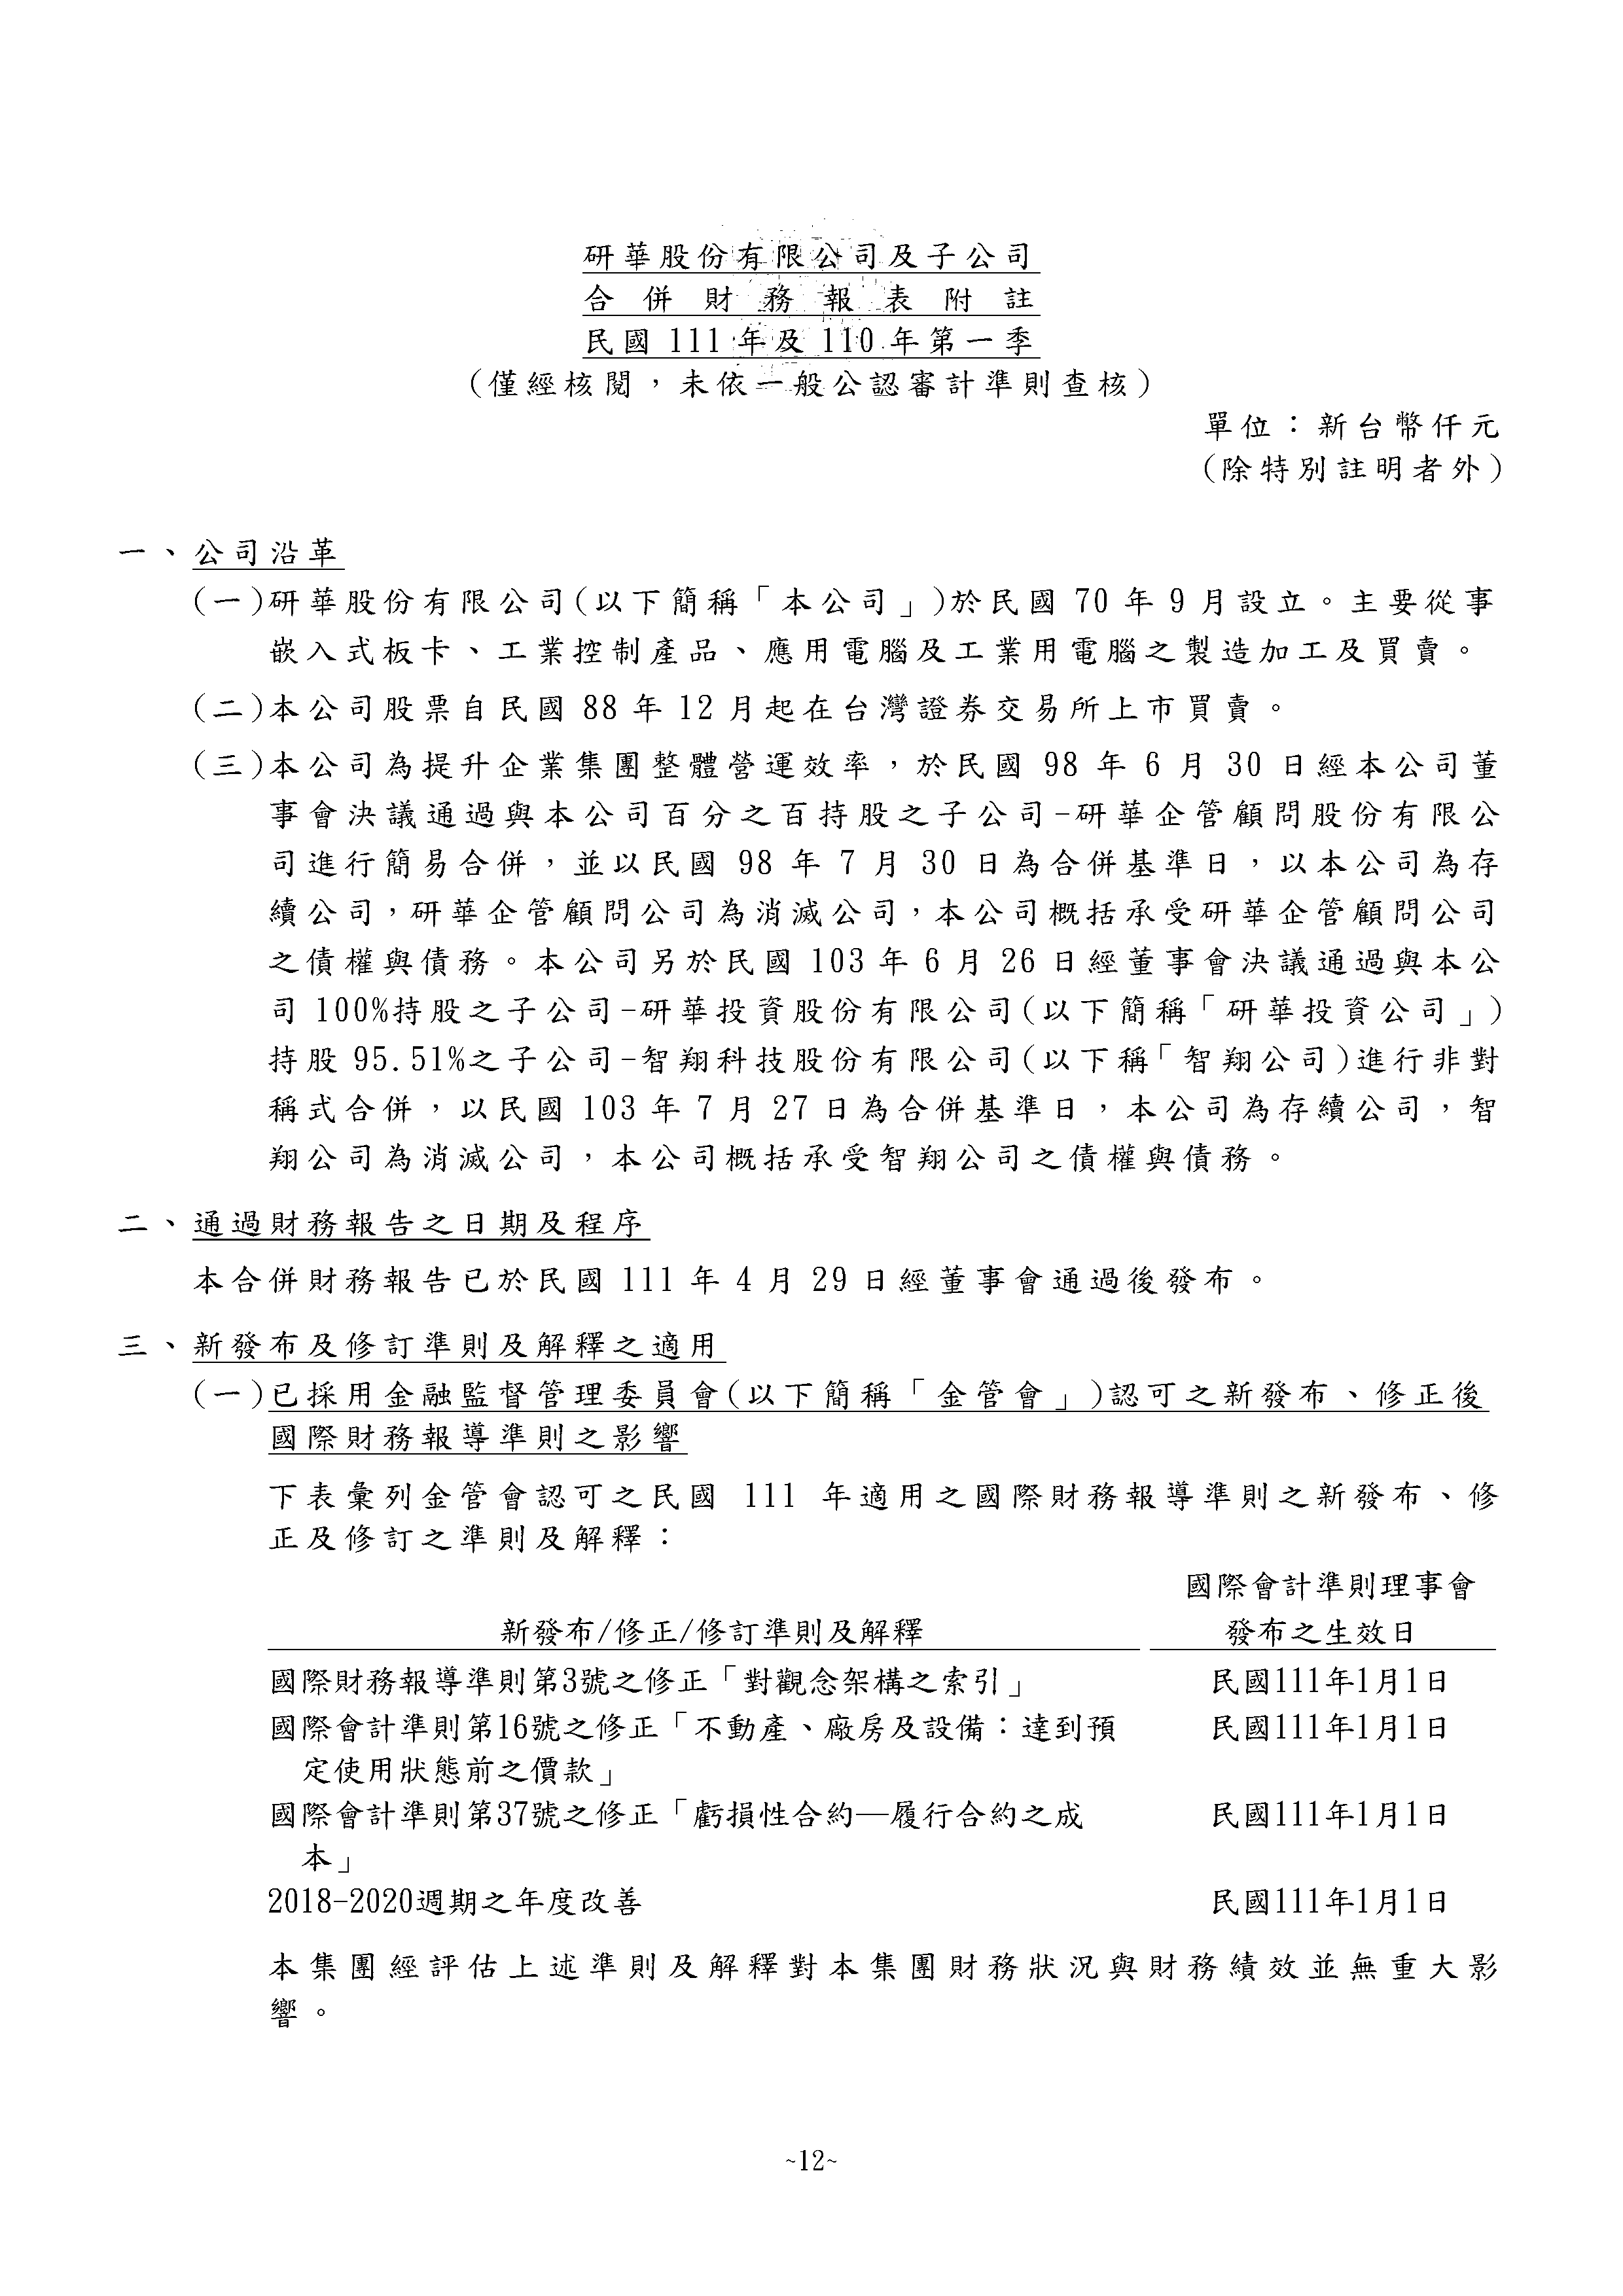 研華股份有限公司及子公司
合併財務報表附註
民國 111 年及 110 年第一季
(僅經核閱，未依一般公認審計準則查核)
單位：新台幣仟元
(除特別註明者外)
一、公司沿革
(一)研華股份有限公司(以下簡稱「本公司」)於民國 70 年 9 月設立。主要從事
嵌入式板卡、工業控制產品、應用電腦及工業用電腦之製造加工及買賣。
(二)本公司股票自民國 88 年 12 月起在台灣證券交易所上市買賣。
(三)本公司為提升企業集團整體營運效率，於民國 98 年 6 月 30 日經本公司董
事會決議通過與本公司百分之百持股之子公司-研華企管顧問股份有限公
司進行簡易合併，並以民國 98 年 7 月 30 日為合併基準日，以本公司為存
續公司，研華企管顧問公司為消滅公司，本公司概括承受研華企管顧問公司
之債權與債務。本公司另於民國 103 年 6 月 26 日經董事會決議通過與本公
司 100%持股之子公司-研華投資股份有限公司(以下簡稱「研華投資公司」)
持股 95.51%之子公司-智翔科技股份有限公司(以下稱「智翔公司)進行非對
稱式合併，以民國 103 年 7 月 27 日為合併基準日，本公司為存續公司，智
翔公司為消滅公司，本公司概括承受智翔公司之債權與債務。
二、通過財務報告之日期及程序
本合併財務報告已於民國 111 年 4 月 29 日經董事會通過後發布。
三、新發布及修訂準則及解釋之適用
(一)已採用金融監督管理委員會(以下簡稱「金管會」)認可之新發布、修正後
國際財務報導準則之影響
下表彙列金管會認可之民國 111 年適用之國際財務報導準則之新發布、修
正及修訂之準則及解釋：
國際會計準則理事會
新發布/修正/修訂準則及解釋 發布之生效日
國際財務報導準則第3號之修正「對觀念架構之索引」 民國111年1月1日
國際會計準則第16號之修正「不動產、廠房及設備：達到預 民國111年1月1日
定使用狀態前之價款」
國際會計準則第37號之修正「虧損性合約—履行合約之成 民國111年1月1日
本」
2018-2020週期之年度改善 民國111年1月1日
本集團經評估上述準則及解釋對本集團財務狀況與財務績效並無重大影
響。
~12~